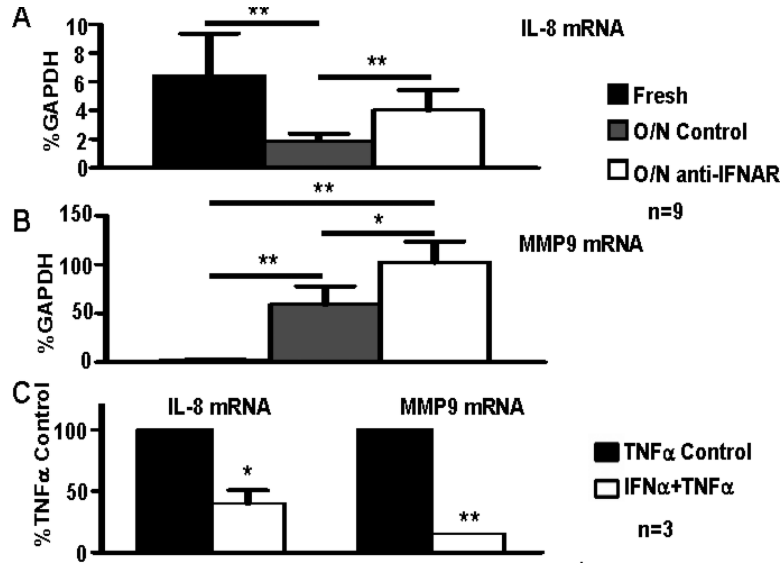 A
IL-8 mRNA
**
**
10
8
6
4
2
0
%GAPDH
Fresh
O/N Control
O/N anti-IFNAR
n=9
B
MMP9 mRNA
**
*
**
150
100
50
0
%GAPDH
C
IL-8 mRNA
MMP9 mRNA
100
50
0
%TNFα Control
*
**
TNFα Control
IFNα+TNFα
n=3